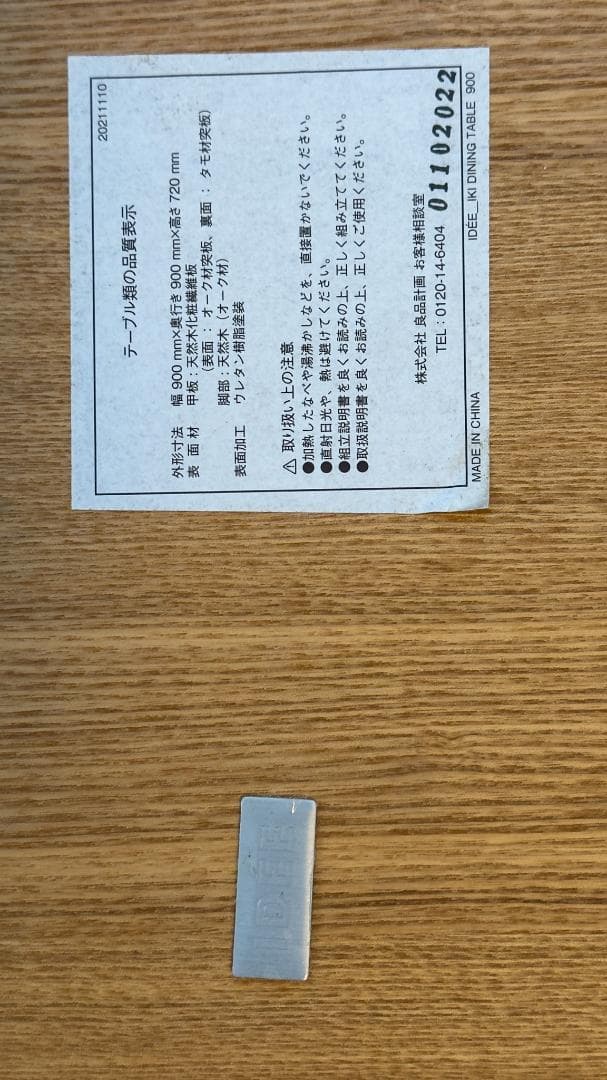 20211110
テーブル類の品質表示
外形寸法 幅 900 mm×奥行き 900 mm×高さ 720 mm
表面材 甲板：天然木化粧繊維板
（表面：オーク材突板、裏面：タモ材突板）
脚部：天然木（オーク材）
表面加工 ウレタン樹脂塗装
⚠ 取り扱い上の注意
●加熱したなべや湯沸かしなどを、直接置かないでください。
●直射日光や、熱は避けてください。
●組立説明書を良くお読みの上、正しく組み立ててください。
●取扱説明書を良くお読みの上、正しくご使用ください。
株式会社 良品計画 お客様相談室
TEL：0120-14-6404 01102022
MADE IN CHINA IDÉE_IKI DINING TABLE 900
IDÉE